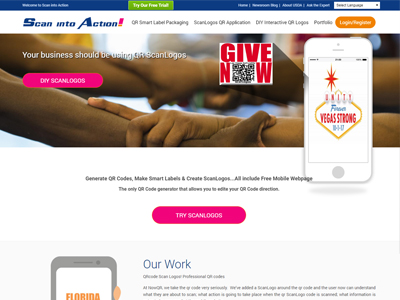 Welcome to Scan into Action
Try Our Free Trial!
Home | Newsroom Blog | About USEIA | Ask the Expert
Select Language
Scan into Action!
QR Smart Label Packaging
ScanLogos QR Application
DIY Interactive QR Logos
Portfolio
Login/Register
Your business should be using QR ScanLogos.
DIY SCANLOGOS
GIVE
NOW
UNITY
Forever
VEGAS STRONG
10-1-17
Generate QR Codes, Make Smart Labels & Create ScanLogos...All include Free Mobile Webpage
The only QR Code generator that allows you to edite your QR Code direction.
TRY SCANLOGOS
Our Work
QRcode Scan Logos! Professional QR codes
At NowQR, we take the qr code very seriously. We've added a ScanLogo around the qr code and the user now can understand
what they are about to scan, what action is going to take place when the qr ScanLogo code is scanned, what information is
FLORIDA